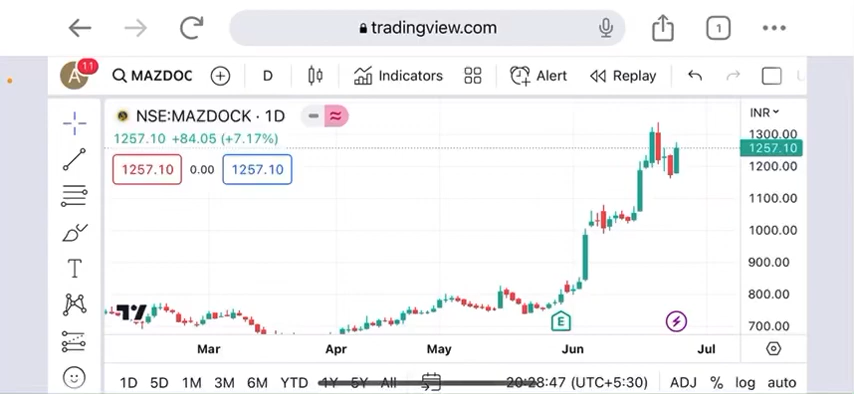 tradingview.com
1
A 11 MAZDOC D Indicators Alert Replay
NSE:MAZDOCK · 1D
INR
1257.10 +84.05 (+7.17%)
1257.10 0.00 1257.10
1300.00
1257.10
1200.00
1100.00
1000.00
900.00
800.00
700.00
T
E
Mar Apr May Jun Jul
1D 5D 1M 3M 6M YTD 1Y 5Y All 20:28:47 (UTC+5:30) ADJ % log auto